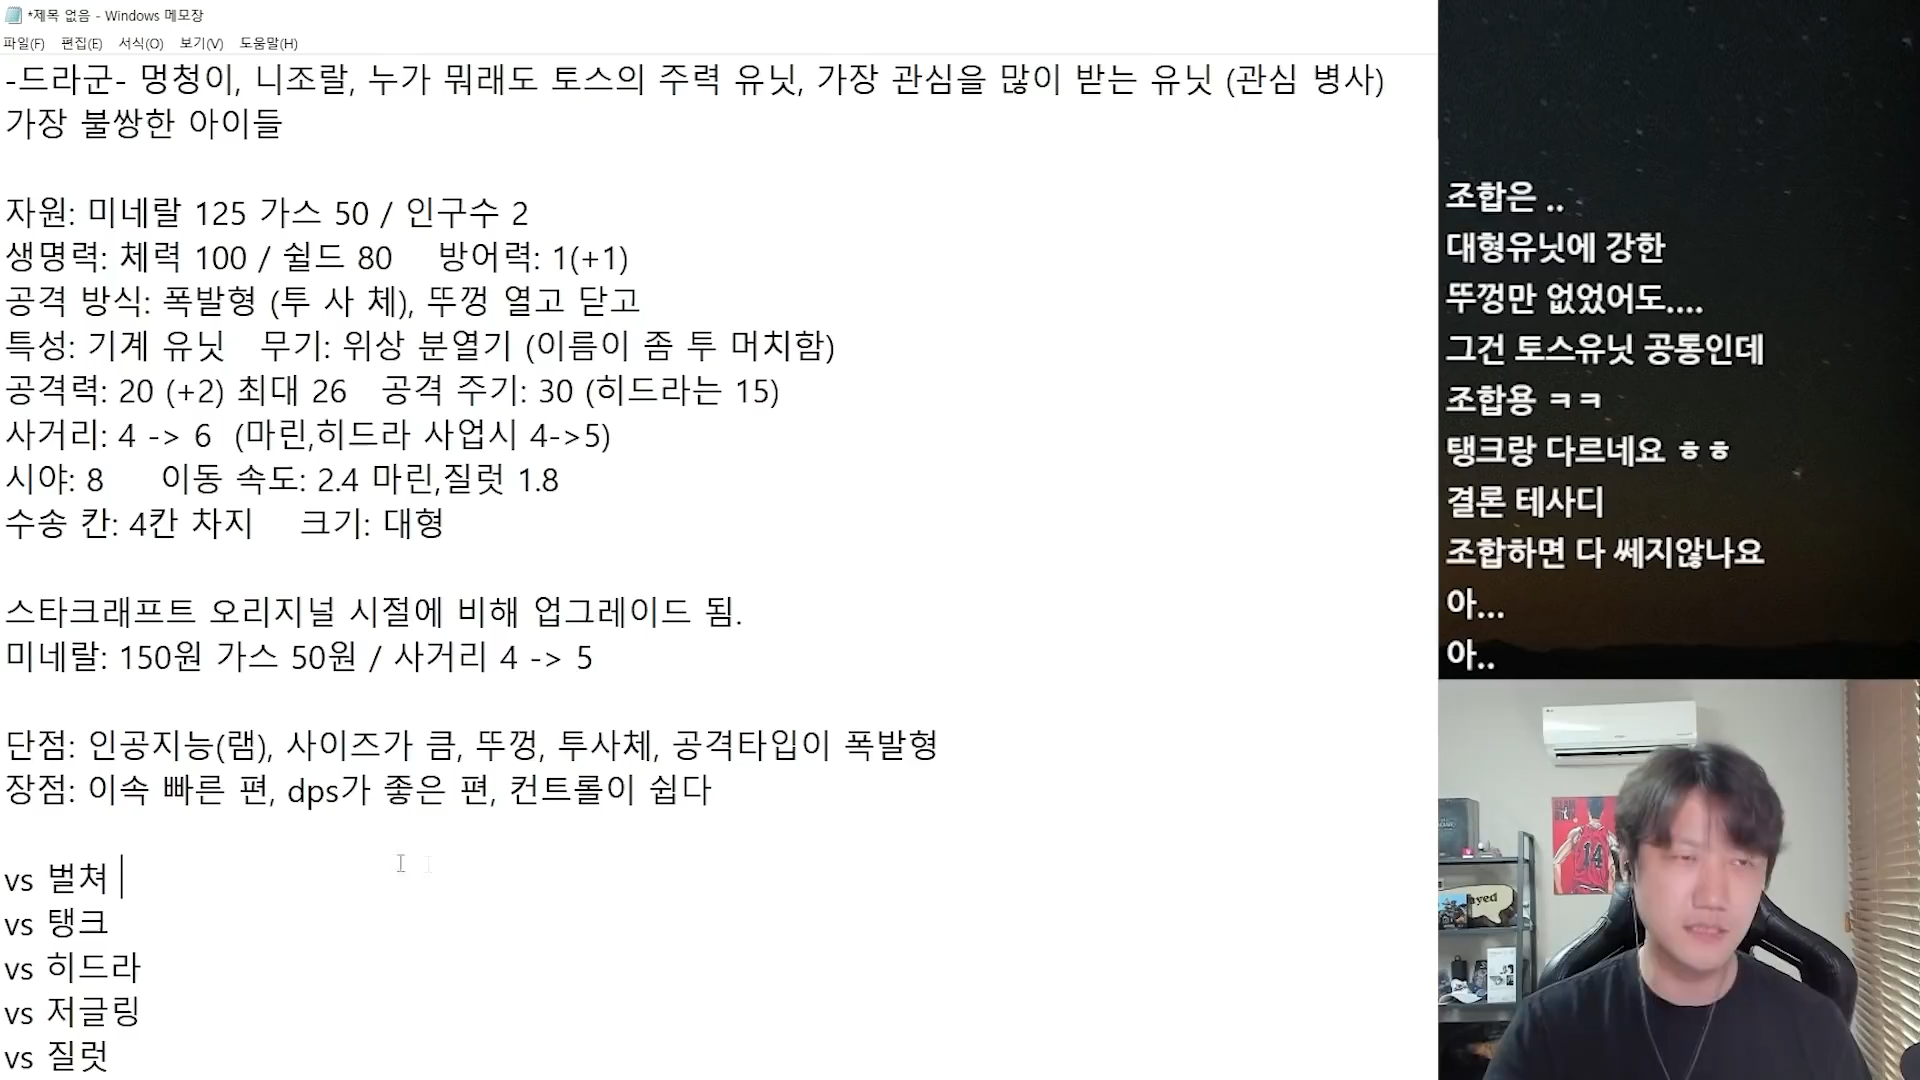 *제목 없음 - Windows 메모장
파일(F) 편집(E) 서식(O) 보기(V) 도움말(H)
-드라군- 멍청이, 니조랄, 누가 뭐래도 토스의 주력 유닛, 가장 관심을 많이 받는 유닛 (관심 병사)
가장 불쌍한 아이들
자원: 미네랄 125 가스 50 / 인구수 2
생명력: 체력 100 / 쉴드 80 방어력: 1(+1)
공격 방식: 폭발형 (투 사 체), 뚜껑 열고 닫고
특성: 기계 유닛 무기: 위상 분열기 (이름이 좀 투 머치함)
공격력: 20 (+2) 최대 26 공격 주기: 30 (히드라는 15)
사거리: 4 -> 6 (마린,히드라 사업시 4->5)
시야: 8 이동 속도: 2.4 마린,질럿 1.8
수송 칸: 4칸 차지 크기: 대형
스타크래프트 오리지널 시절에 비해 업그레이드 됨.
미네랄: 150원 가스 50원 / 사거리 4 -> 5
단점: 인공지능(램), 사이즈가 큼, 뚜껑, 투사체, 공격타입이 폭발형
장점: 이속 빠른 편, dps가 좋은 편, 컨트롤이 쉽다
vs 벌쳐
vs 탱크
vs 히드라
vs 저글링
vs 질럿
조합은 ..
대형유닛에 강한
뚜껑만 없었어도....
그건 토스유닛 공통인데
조합용 ㅋㅋ
탱크랑 다르네요 ㅎㅎ
결론 테사디
조합하면 다 쎄지않나요
아...
아..
14
ayed